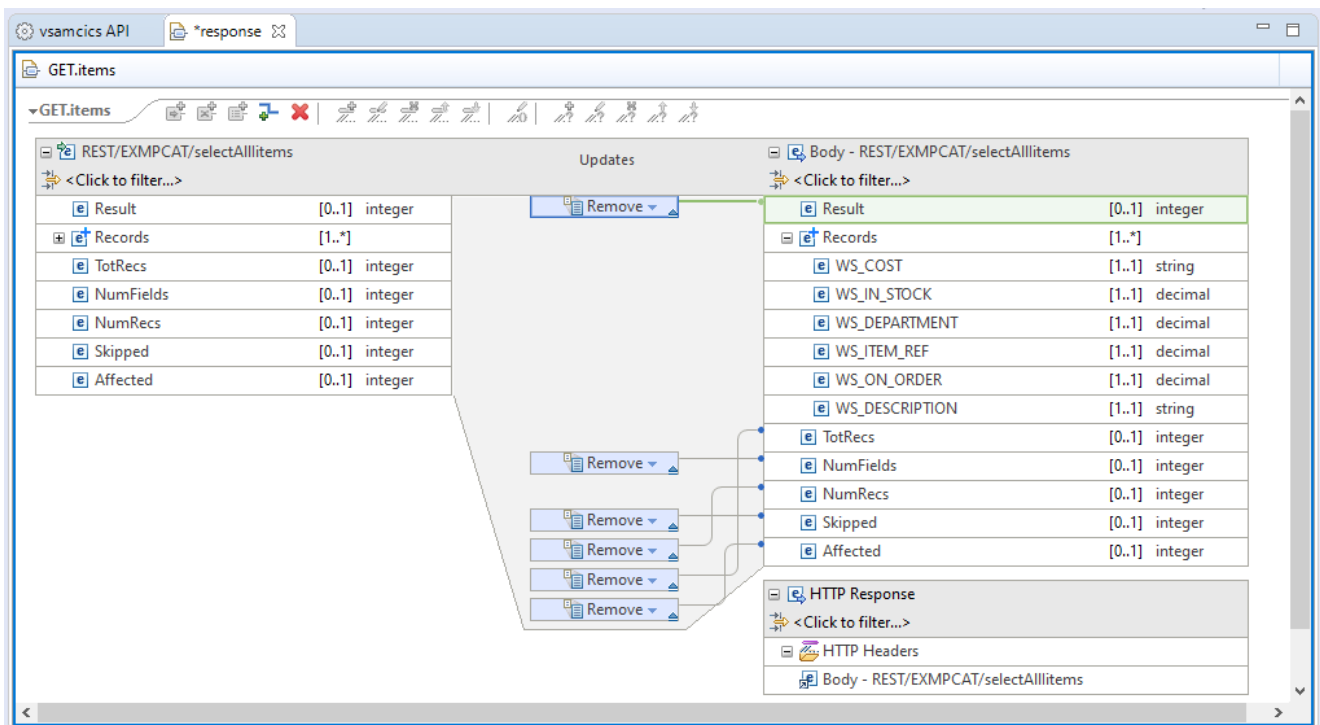 vsamcics API *response
GET.items
GET.items
REST/EXMPCAT/selectAlllitems
<Click to filter...>
Result [0..1] integer
Records [1..*]
TotRecs [0..1] integer
NumFields [0..1] integer
NumRecs [0..1] integer
Skipped [0..1] integer
Affected [0..1] integer
Updates
Remove
Remove
Remove
Remove
Remove
Remove
Body - REST/EXMPCAT/selectAlllitems
<Click to filter...>
Result [0..1] integer
Records [1..*]
WS_COST [1..1] string
WS_IN_STOCK [1..1] decimal
WS_DEPARTMENT [1..1] decimal
WS_ITEM_REF [1..1] decimal
WS_ON_ORDER [1..1] decimal
WS_DESCRIPTION [1..1] string
TotRecs [0..1] integer
NumFields [0..1] integer
NumRecs [0..1] integer
Skipped [0..1] integer
Affected [0..1] integer
HTTP Response
<Click to filter...>
HTTP Headers
Body - REST/EXMPCAT/selectAlllitems